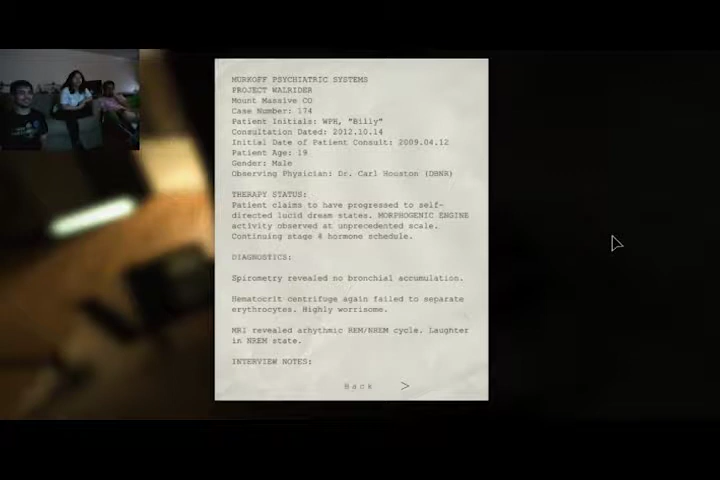 MURKOFF PSYCHIATRIC SYSTEMS
PROJECT WALRIDER
Mount Massive CO
Case Number: 174
Patient Initials: WPH, "Billy"
Consultation Dated: 2012.10.14
Initial Date of Patient Consult: 2009.04.12
Patient Age: 19
Gender: Male
Observing Physician: Dr. Carl Houston (DBNR)
THERAPY STATUS:
Patient claims to have progressed to self-
directed lucid dream states. MORPHOGENIC ENGINE
activity observed at unprecedented scale.
Continuing stage 4 hormone schedule.
DIAGNOSTICS:
Spirometry revealed no bronchial accumulation.
Hematocrit centrifuge again failed to separate
erythrocytes. Highly worrisome.
MRI revealed arhythmic REM/NREM cycle. Laughter
in NREM state.
INTERVIEW NOTES:
Back >